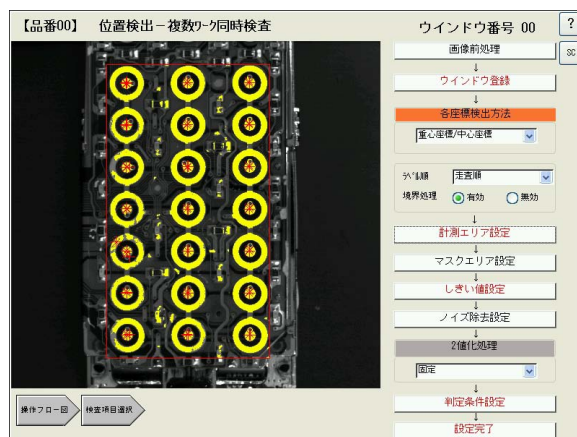 【品番00】 位置検出－複数ワーク同時検査
ウインドウ番号 00
?
SC
画像前処理
↓
ウインドウ登録
↓
各座標検出方法
重心座標/中心座標
ラベル順 走査順
境界処理 有効 無効
↓
計測エリア設定
↓
マスクエリア設定
↓
しきい値設定
↓
ノイズ除去設定
↓
2値化処理
固定
↓
判定条件設定
↓
設定完了
操作フロー図
検査項目選択